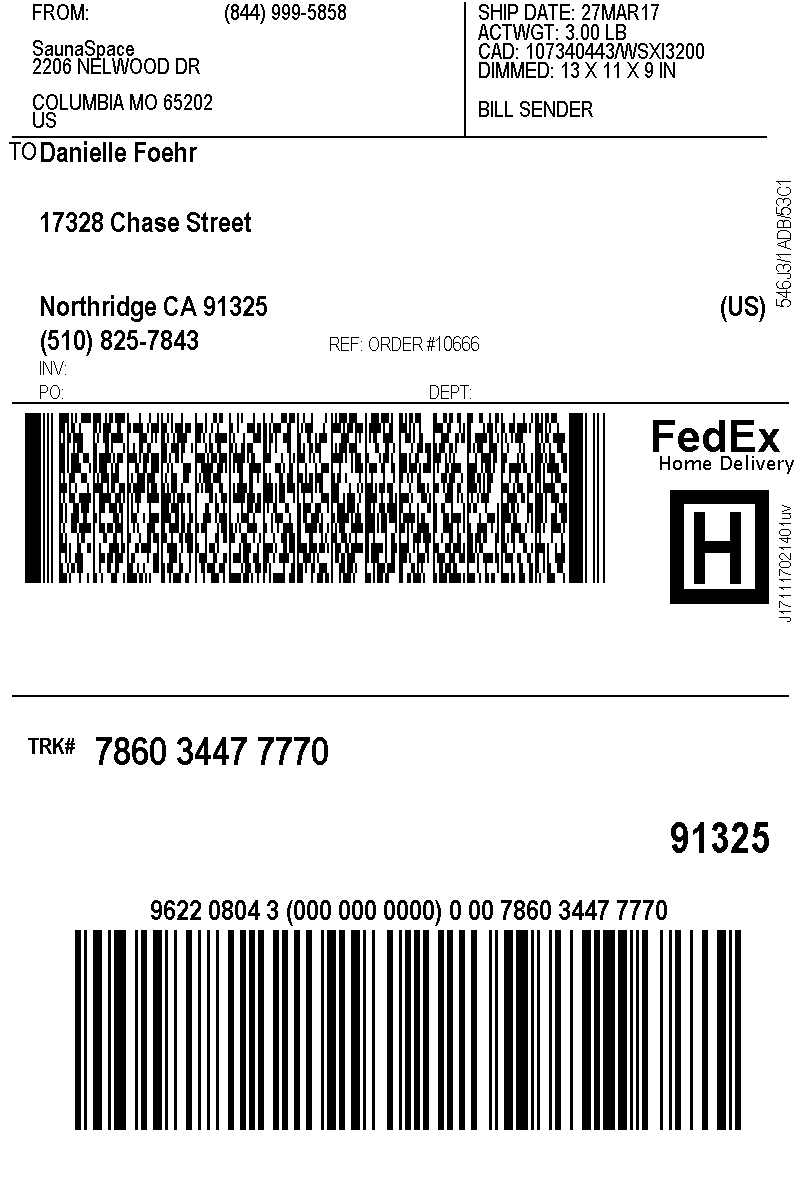 FROM: (844) 999-5858
SaunaSpace
2206 NELWOOD DR
COLUMBIA MO 65202
US
SHIP DATE: 27MAR17
ACTWGT: 3.00 LB
CAD: 107340443/WSXI3200
DIMMED: 13 X 11 X 9 IN
BILL SENDER
TO Danielle Foehr
17328 Chase Street
Northridge CA 91325 (US)
(510) 825-7843 REF: ORDER #10666
INV:
PO: DEPT:
546J3/1ADB/53C1
FedEx
Home Delivery
H
J171117021401uv
TRK# 7860 3447 7770
91325
9622 0804 3 (000 000 0000) 0 00 7860 3447 7770